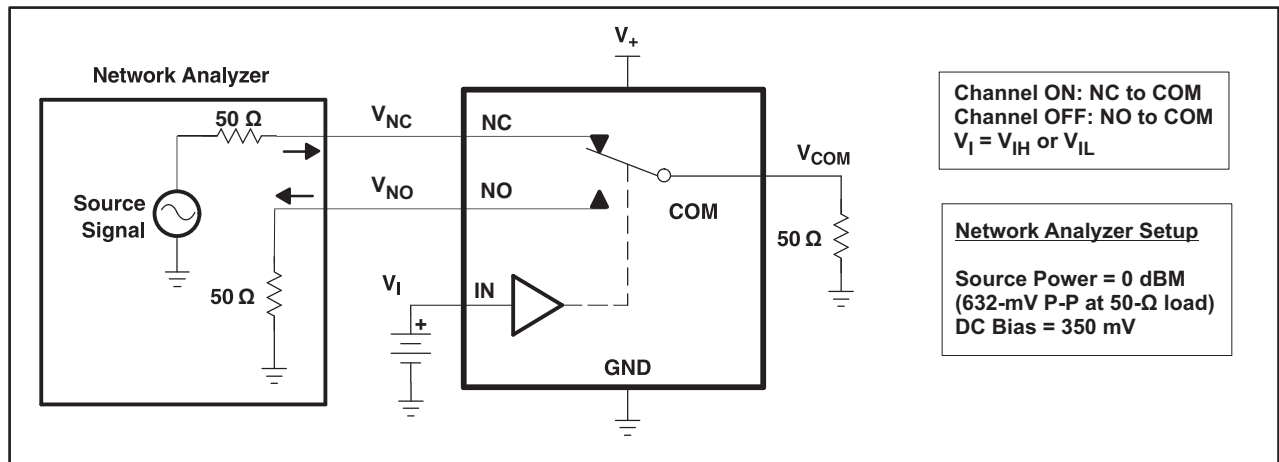 V+
Network Analyzer
50 Ω
VNC
NC
Channel ON: NC to COM
Channel OFF: NO to COM
VI = VIH or VIL
VCOM
VNO
NO
COM
Source
Signal
50 Ω
50 Ω
VI
IN
+
GND
Network Analyzer Setup
Source Power = 0 dBM
(632-mV P-P at 50-Ω load)
DC Bias = 350 mV